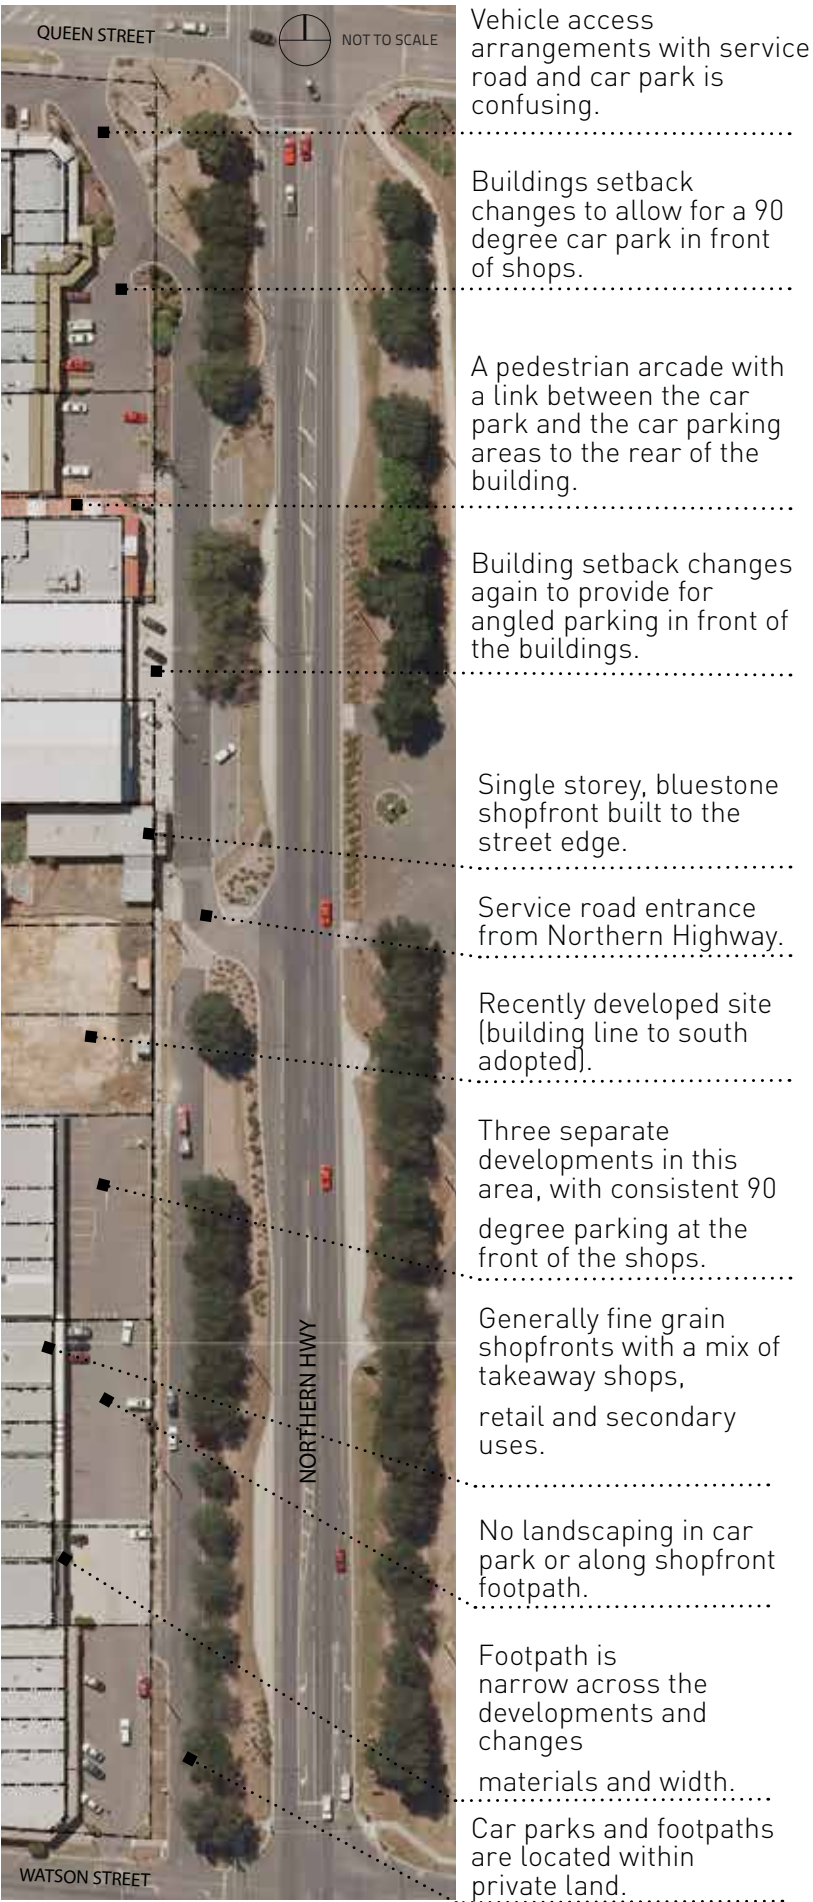 QUEEN STREET
NOT TO SCALE
Vehicle access
arrangements with service
road and car park is
confusing.
Buildings setback
changes to allow for a 90
degree car park in front
of shops.
A pedestrian arcade with
a link between the car
park and the car parking
areas to the rear of the
building.
Building setback changes
again to provide for
angled parking in front of
the buildings.
Single storey, bluestone
shopfront built to the
street edge.
Service road entrance
from Northern Highway.
Recently developed site
(building line to south
adopted).
Three separate
developments in this
area, with consistent 90
degree parking at the
front of the shops.
Generally fine grain
shopfronts with a mix of
takeaway shops,
retail and secondary
uses.
NORTHERN HWY
No landscaping in car
park or along shopfront
footpath.
Footpath is
narrow across the
developments and
changes
materials and width.
Car parks and footpaths
are located within
private land.
WATSON STREET